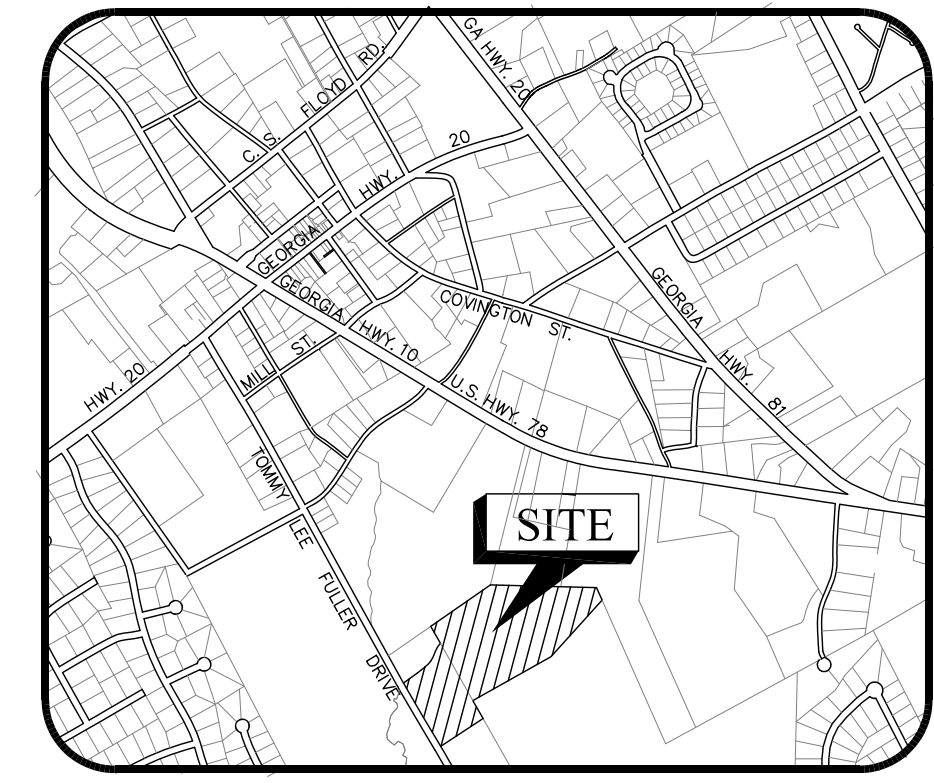 GA HWY. 20
C. S. FLOYD RD.
GEORGIA HWY. 20
GEORGIA HWY. 10
COVINGTON ST.
GEORGIA HWY. 81
MILL ST.
HWY. 20
U.S. HWY. 78
TOMMY LEE FULLER DRIVE
SITE